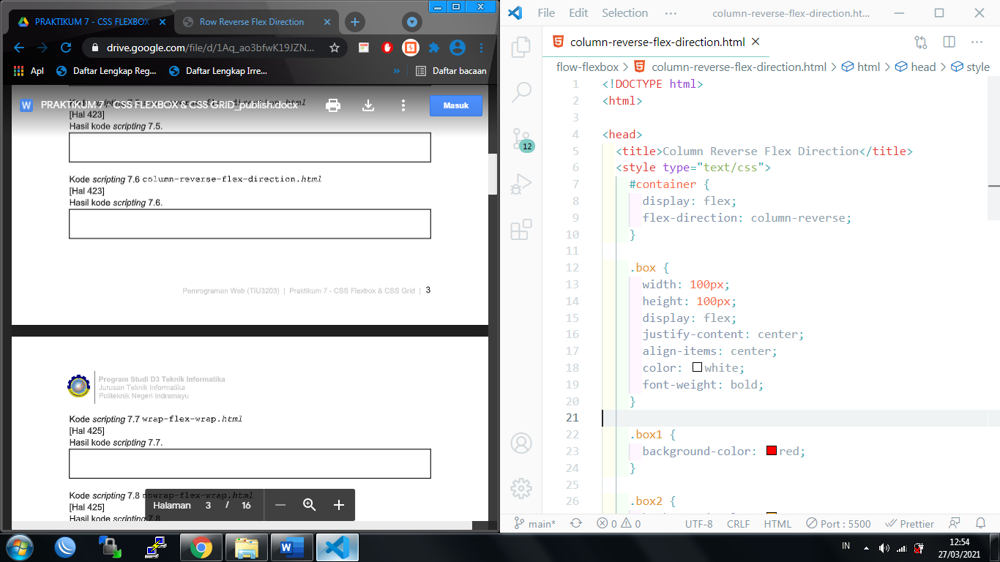 PRAKTIKUM 7 - CSS FLEXBOX
Row Reverse Flex Direction
drive.google.com/file/d/1Aq_ao3bfwK19JZN...
Apl
Daftar Lengkap Reg...
Daftar Lengkap Irre...
»
Daftar bacaan
PRAKTIKUM 7 - CSS FLEXBOX & CSS GRID_publish.docx
Masuk
[Hal 423]
Hasil kode scripting 7.5.
Kode scripting 7.6 column-reverse-flex-direction.html
[Hal 423]
Hasil kode scripting 7.6.
Pemrograman Web (TIU3203) | Praktikum 7 - CSS Flexbox & CSS Grid | 3
Program Studi D3 Teknik Informatika
Jurusan Teknik Informatika
Politeknik Negeri Indramayu
Kode scripting 7.7 wrap-flex-wrap.html
[Hal 425]
Hasil kode scripting 7.7.
Kode scripting 7.8 nowrap-flex-wrap.html
[Hal 425]
Hasil kode scripting 7.8.
Halaman 3 / 16
File Edit Selection ··· column-reverse-flex-direction.ht...
column-reverse-flex-direction.html
flow-flexbox > column-reverse-flex-direction.html > html > head > style
12
1 <!DOCTYPE html>
2 <html>
3
4 <head>
5 <title>Column Reverse Flex Direction</title>
6 <style type="text/css">
7 #container {
8 display: flex;
9 flex-direction: column-reverse;
10 }
11
12 .box {
13 width: 100px;
14 height: 100px;
15 display: flex;
16 justify-content: center;
17 align-items: center;
18 color: white;
19 font-weight: bold;
20 }
21
22 .box1 {
23 background-color: red;
24 }
25
26 .box2 {
main* 0 0 UTF-8 CRLF HTML Port : 5500 Prettier
IN
12:54
27/03/2021